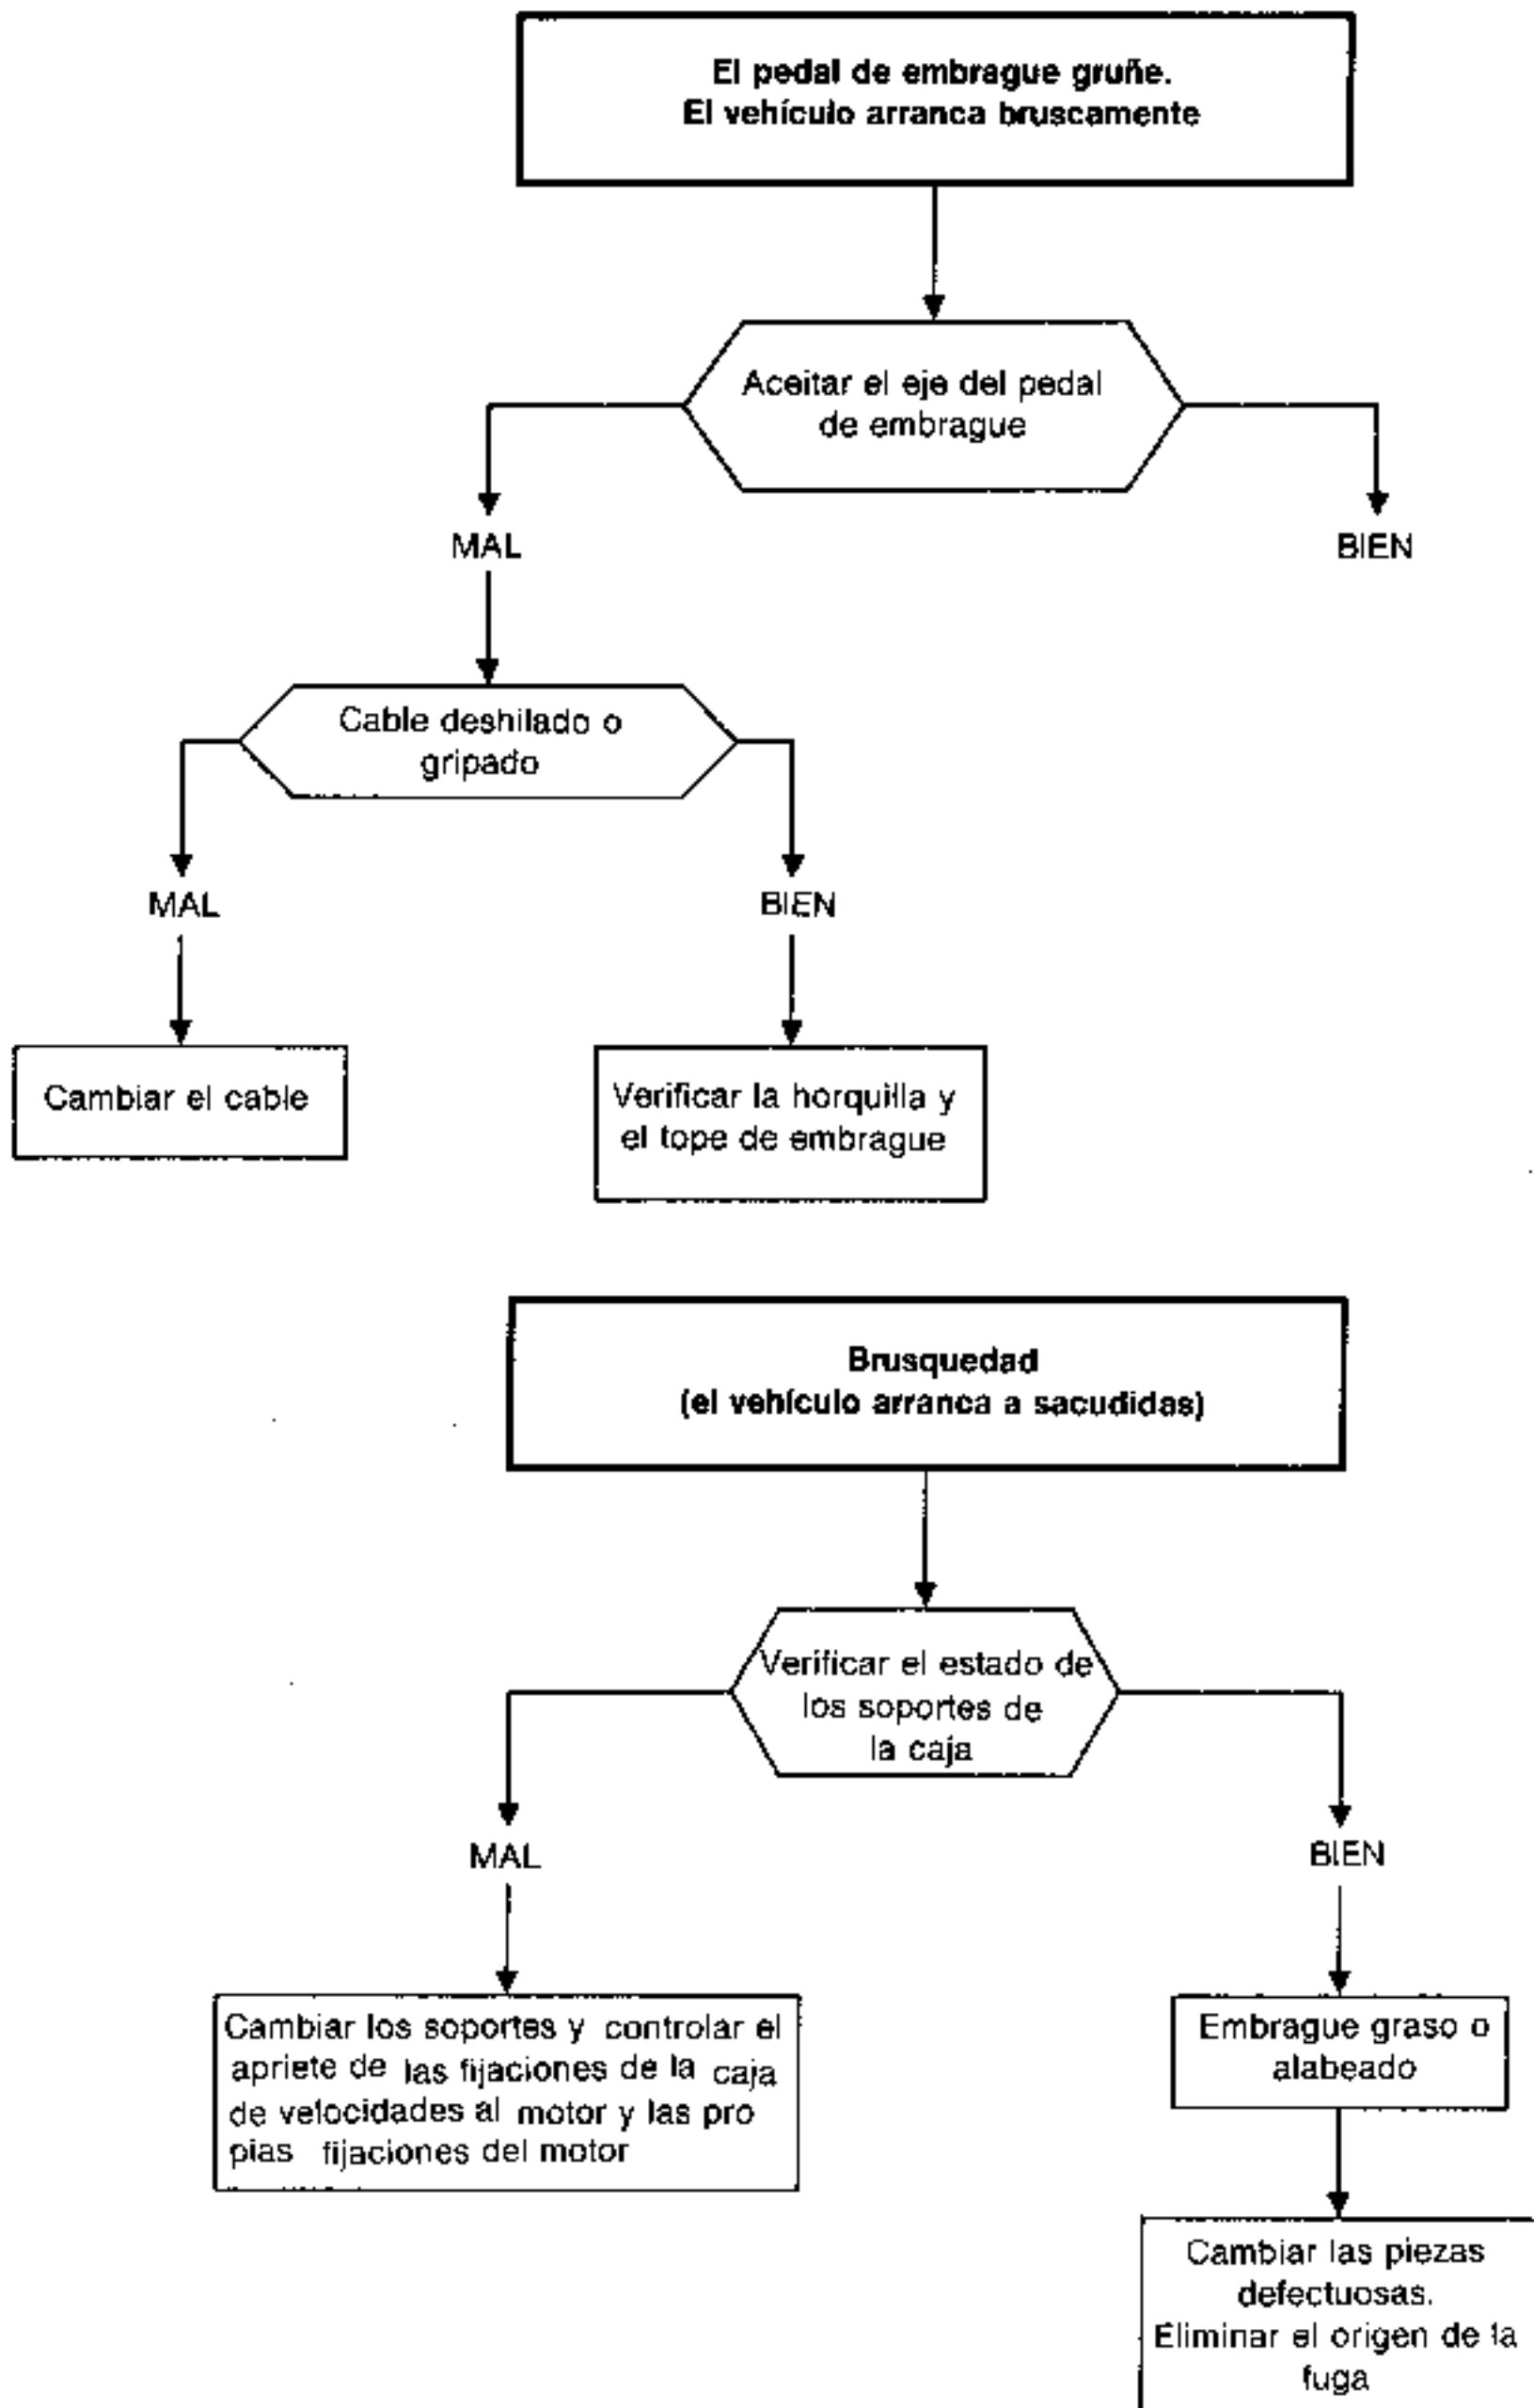 El pedal de embrague gruñe.
El vehículo arranca bruscamente
Aceitar el eje del pedal
de embrague
MAL
BIEN
Cable deshilado o
gripado
MAL
BIEN
Cambiar el cable
Verificar la horquilla y
el tope de embrague
Brusquedad
(el vehículo arranca a sacudidas)
Verificar el estado de
los soportes de
la caja
MAL
BIEN
Cambiar los soportes y controlar el
apriete de las fijaciones de la caja
de velocidades al motor y las pro
pias fijaciones del motor
Embrague graso o
alabeado
Cambiar las piezas
defectuosas.
Eliminar el origen de la
fuga